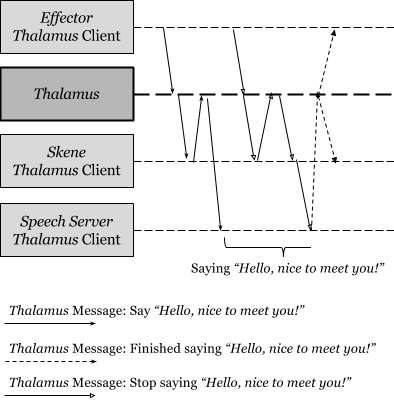 Effector
Thalamus Client
Thalamus
Skene
Thalamus Client
Speech Server
Thalamus Client
Saying “Hello, nice to meet you!”
Thalamus Message: Say “Hello, nice to meet you!”
Thalamus Message: Finished saying “Hello, nice to meet you!”
Thalamus Message: Stop saying “Hello, nice to meet you!”